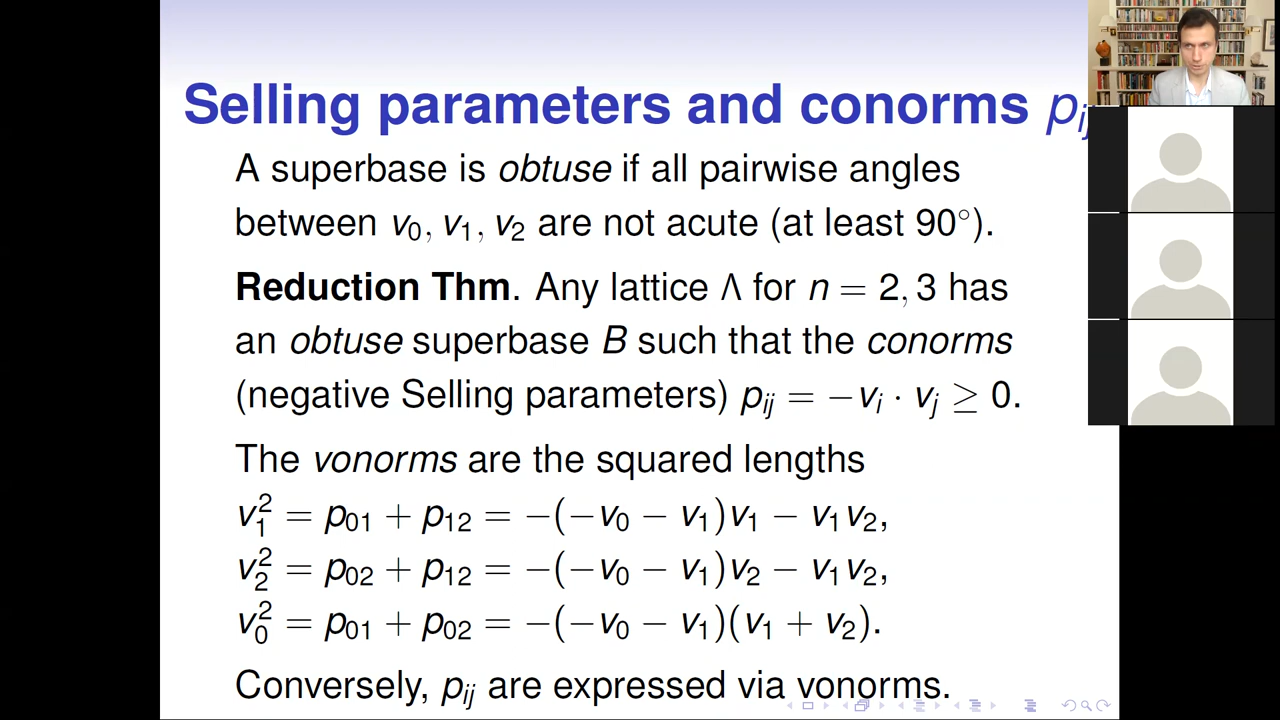 Selling parameters and conorms pij
A superbase is obtuse if all pairwise angles
between v0, v1, v2 are not acute (at least 90°).
Reduction Thm. Any lattice Λ for n = 2, 3 has
an obtuse superbase B such that the conorms
(negative Selling parameters) pij = −vi · vj ≥ 0.
The vonorms are the squared lengths
v1² = p01 + p12 = −(−v0 − v1)v1 − v1v2,
v2² = p02 + p12 = −(−v0 − v1)v2 − v1v2,
v0² = p01 + p02 = −(−v0 − v1)(v1 + v2).
Conversely, pij are expressed via vonorms.